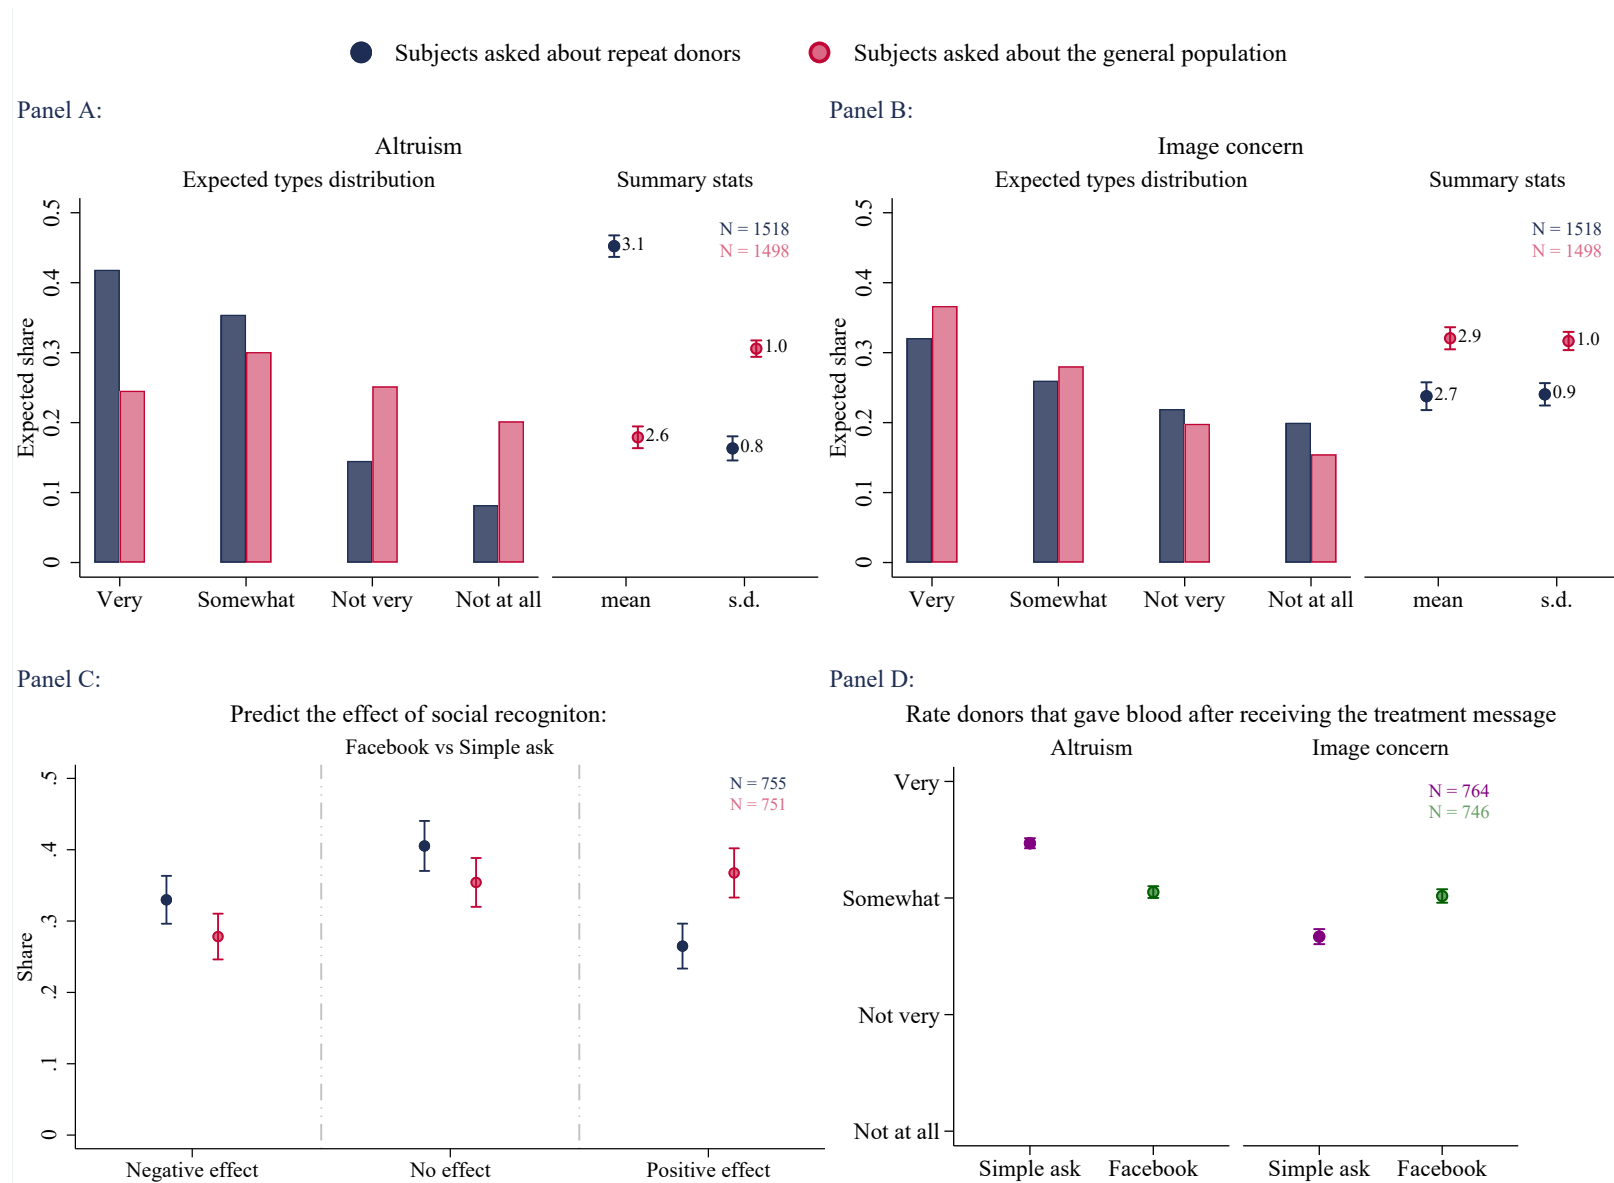 Subjects asked about repeat donors
Subjects asked about the general population
Panel A:
Altruism
Expected types distribution
Summary stats
Expected share
0.5
0.4
0.3
0.2
0.1
0
N = 1518
N = 1498
3.1
2.6
0.8
1.0
Very
Somewhat
Not very
Not at all
mean
s.d.
Panel B:
Image concern
Expected types distribution
Summary stats
Expected share
0.5
0.4
0.3
0.2
0.1
0
N = 1518
N = 1498
2.9
2.7
1.0
0.9
Very
Somewhat
Not very
Not at all
mean
s.d.
Panel C:
Predict the effect of social recogniton:
Facebook vs Simple ask
Share
.5
.4
.3
.2
.1
0
N = 755
N = 751
Negative effect
No effect
Positive effect
Panel D:
Rate donors that gave blood after receiving the treatment message
Altruism
Image concern
Very
Somewhat
Not very
Not at all
N = 764
N = 746
Simple ask
Facebook
Simple ask
Facebook